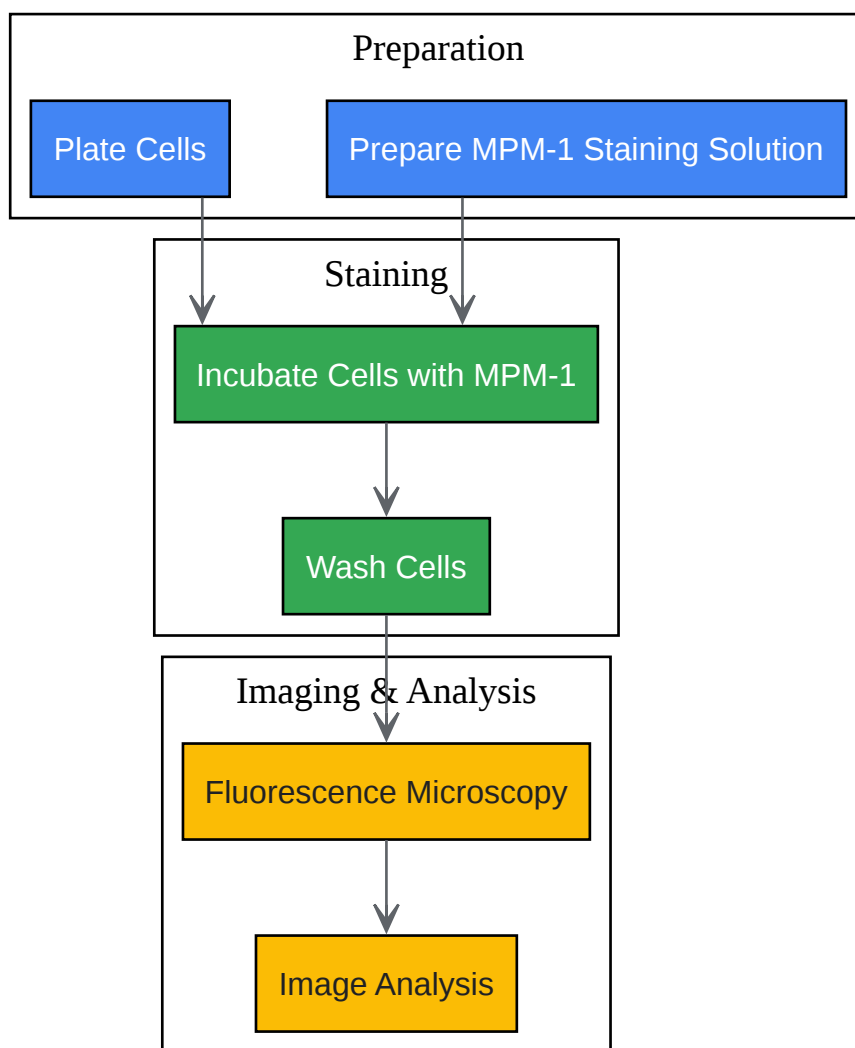 Preparation
Plate Cells
Prepare MPM-1 Staining Solution
Staining
Incubate Cells with MPM-1
Wash Cells
Imaging & Analysis
Fluorescence Microscopy
Image Analysis